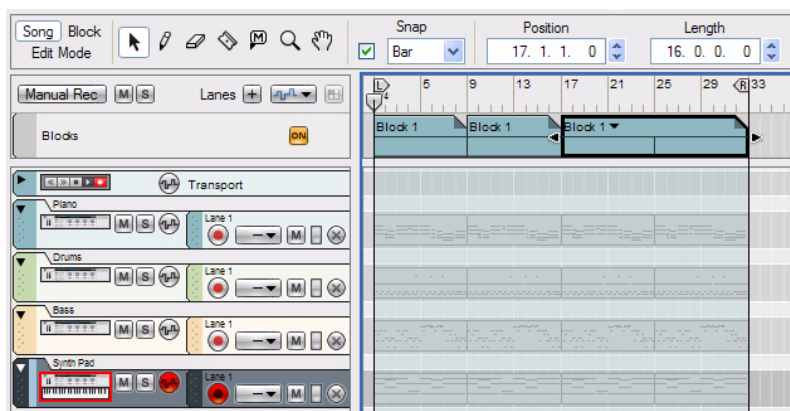 Song Block
Edit Mode
Snap
Bar
Position
17. 1. 1. 0
Length
16. 0. 0. 0
Manual Rec M S Lanes +
L 5 9 13 17 21 25 29 R 33
4
Blocks ON
Block 1 Block 1 Block 1
Transport
Piano
M S Lane 1 M
Drums
M S Lane 1 M
Bass
M S Lane 1 M
Synth Pad
M S Lane 1 M